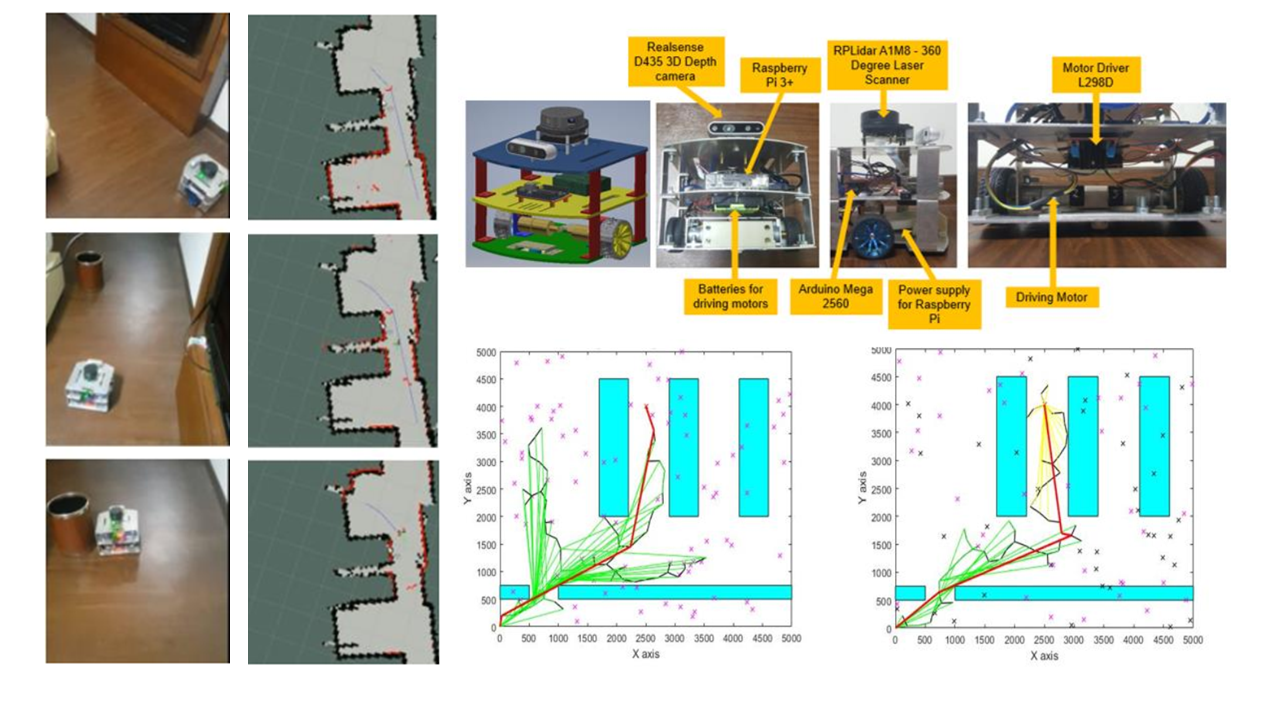 Realsense
D435 3D Depth
camera
Raspberry
Pi 3+
RPLidar A1M8 - 360
Degree Laser
Scanner
Motor Driver
L298D
Batteries for
driving motors
Arduino Mega
2560
Power supply
for Raspberry
Pi
Driving Motor
5000
4500
4000
3500
3000
2500
2000
1500
1000
500
0
Y axis
0 500 1000 1500 2000 2500 3000 3500 4000 4500 5000
X axis
5000
4500
4000
3500
3000
2500
2000
1500
1000
500
0
Y axis
0 500 1000 1500 2000 2500 3000 3500 4000 4500 5000
X axis